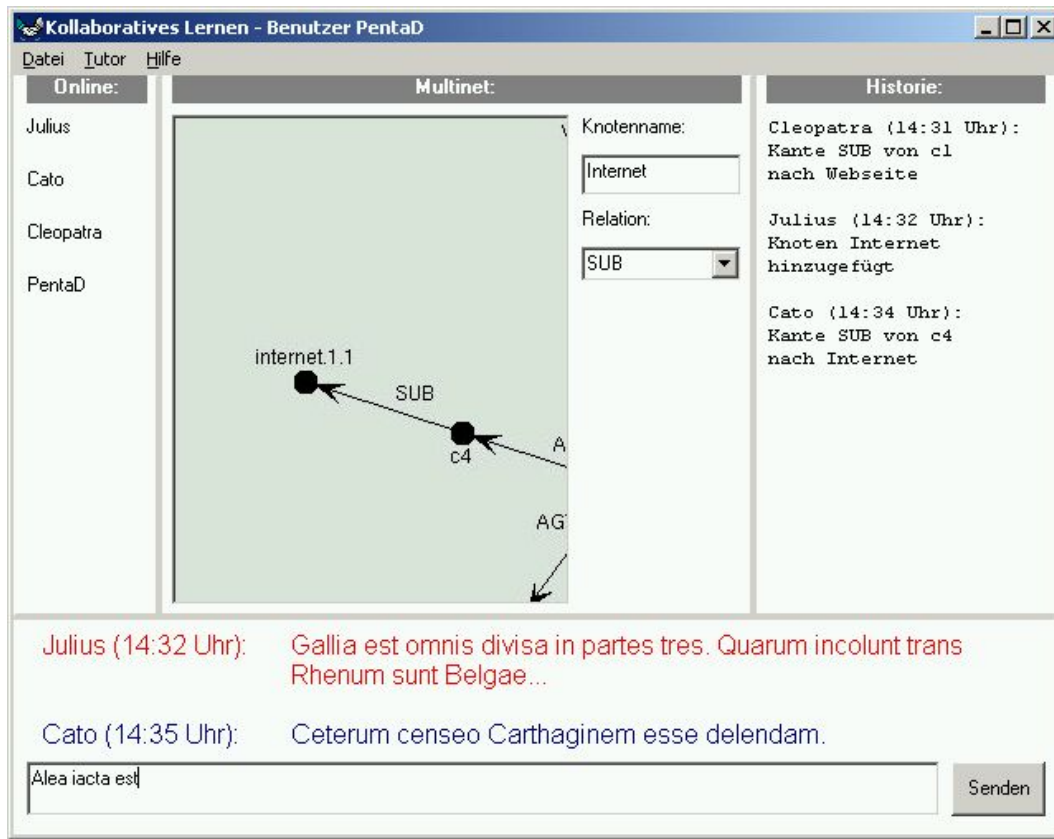 Kollaboratives Lernen - Benutzer PentaD
Datei Tutor Hilfe
Online:
Julius
Cato
Cleopatra
PentaD
Multinet:
internet.1.1
SUB
c4
A
AG
Knotenname:
Internet
Relation:
SUB
Historie:
Cleopatra (14:31 Uhr):
Kante SUB von c1
nach Webseite
Julius (14:32 Uhr):
Knoten Internet
hinzugefügt
Cato (14:34 Uhr):
Kante SUB von c4
nach Internet
Julius (14:32 Uhr): Gallia est omnis divisa in partes tres. Quarum incolunt trans
Rhenum sunt Belgae...
Cato (14:35 Uhr): Ceterum censeo Carthaginem esse delendam.
Alea iacta est
Senden